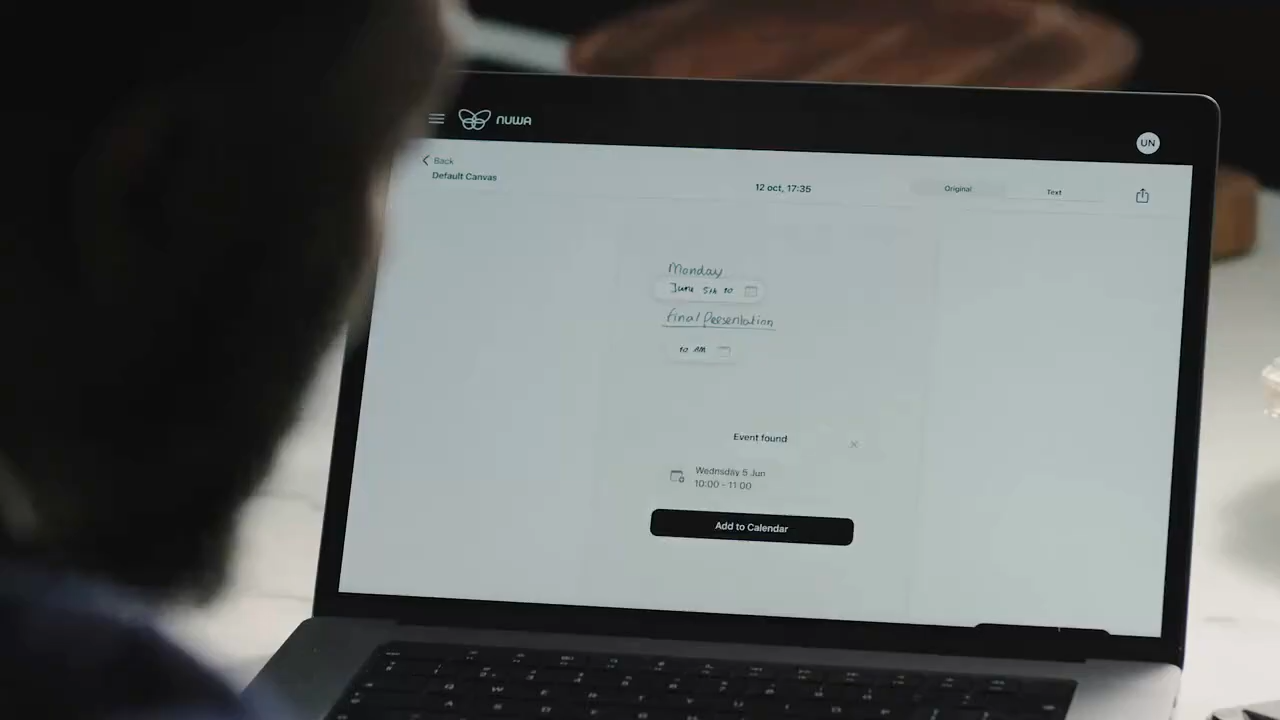 NUWA
UN
Back
Default Canvas
12 oct, 17:35
Original
Text
Monday
June 5th 10
Final Presentation
10 AM
Event found
Wednsday 5 Jun
10:00 - 11:00
Add to Calendar